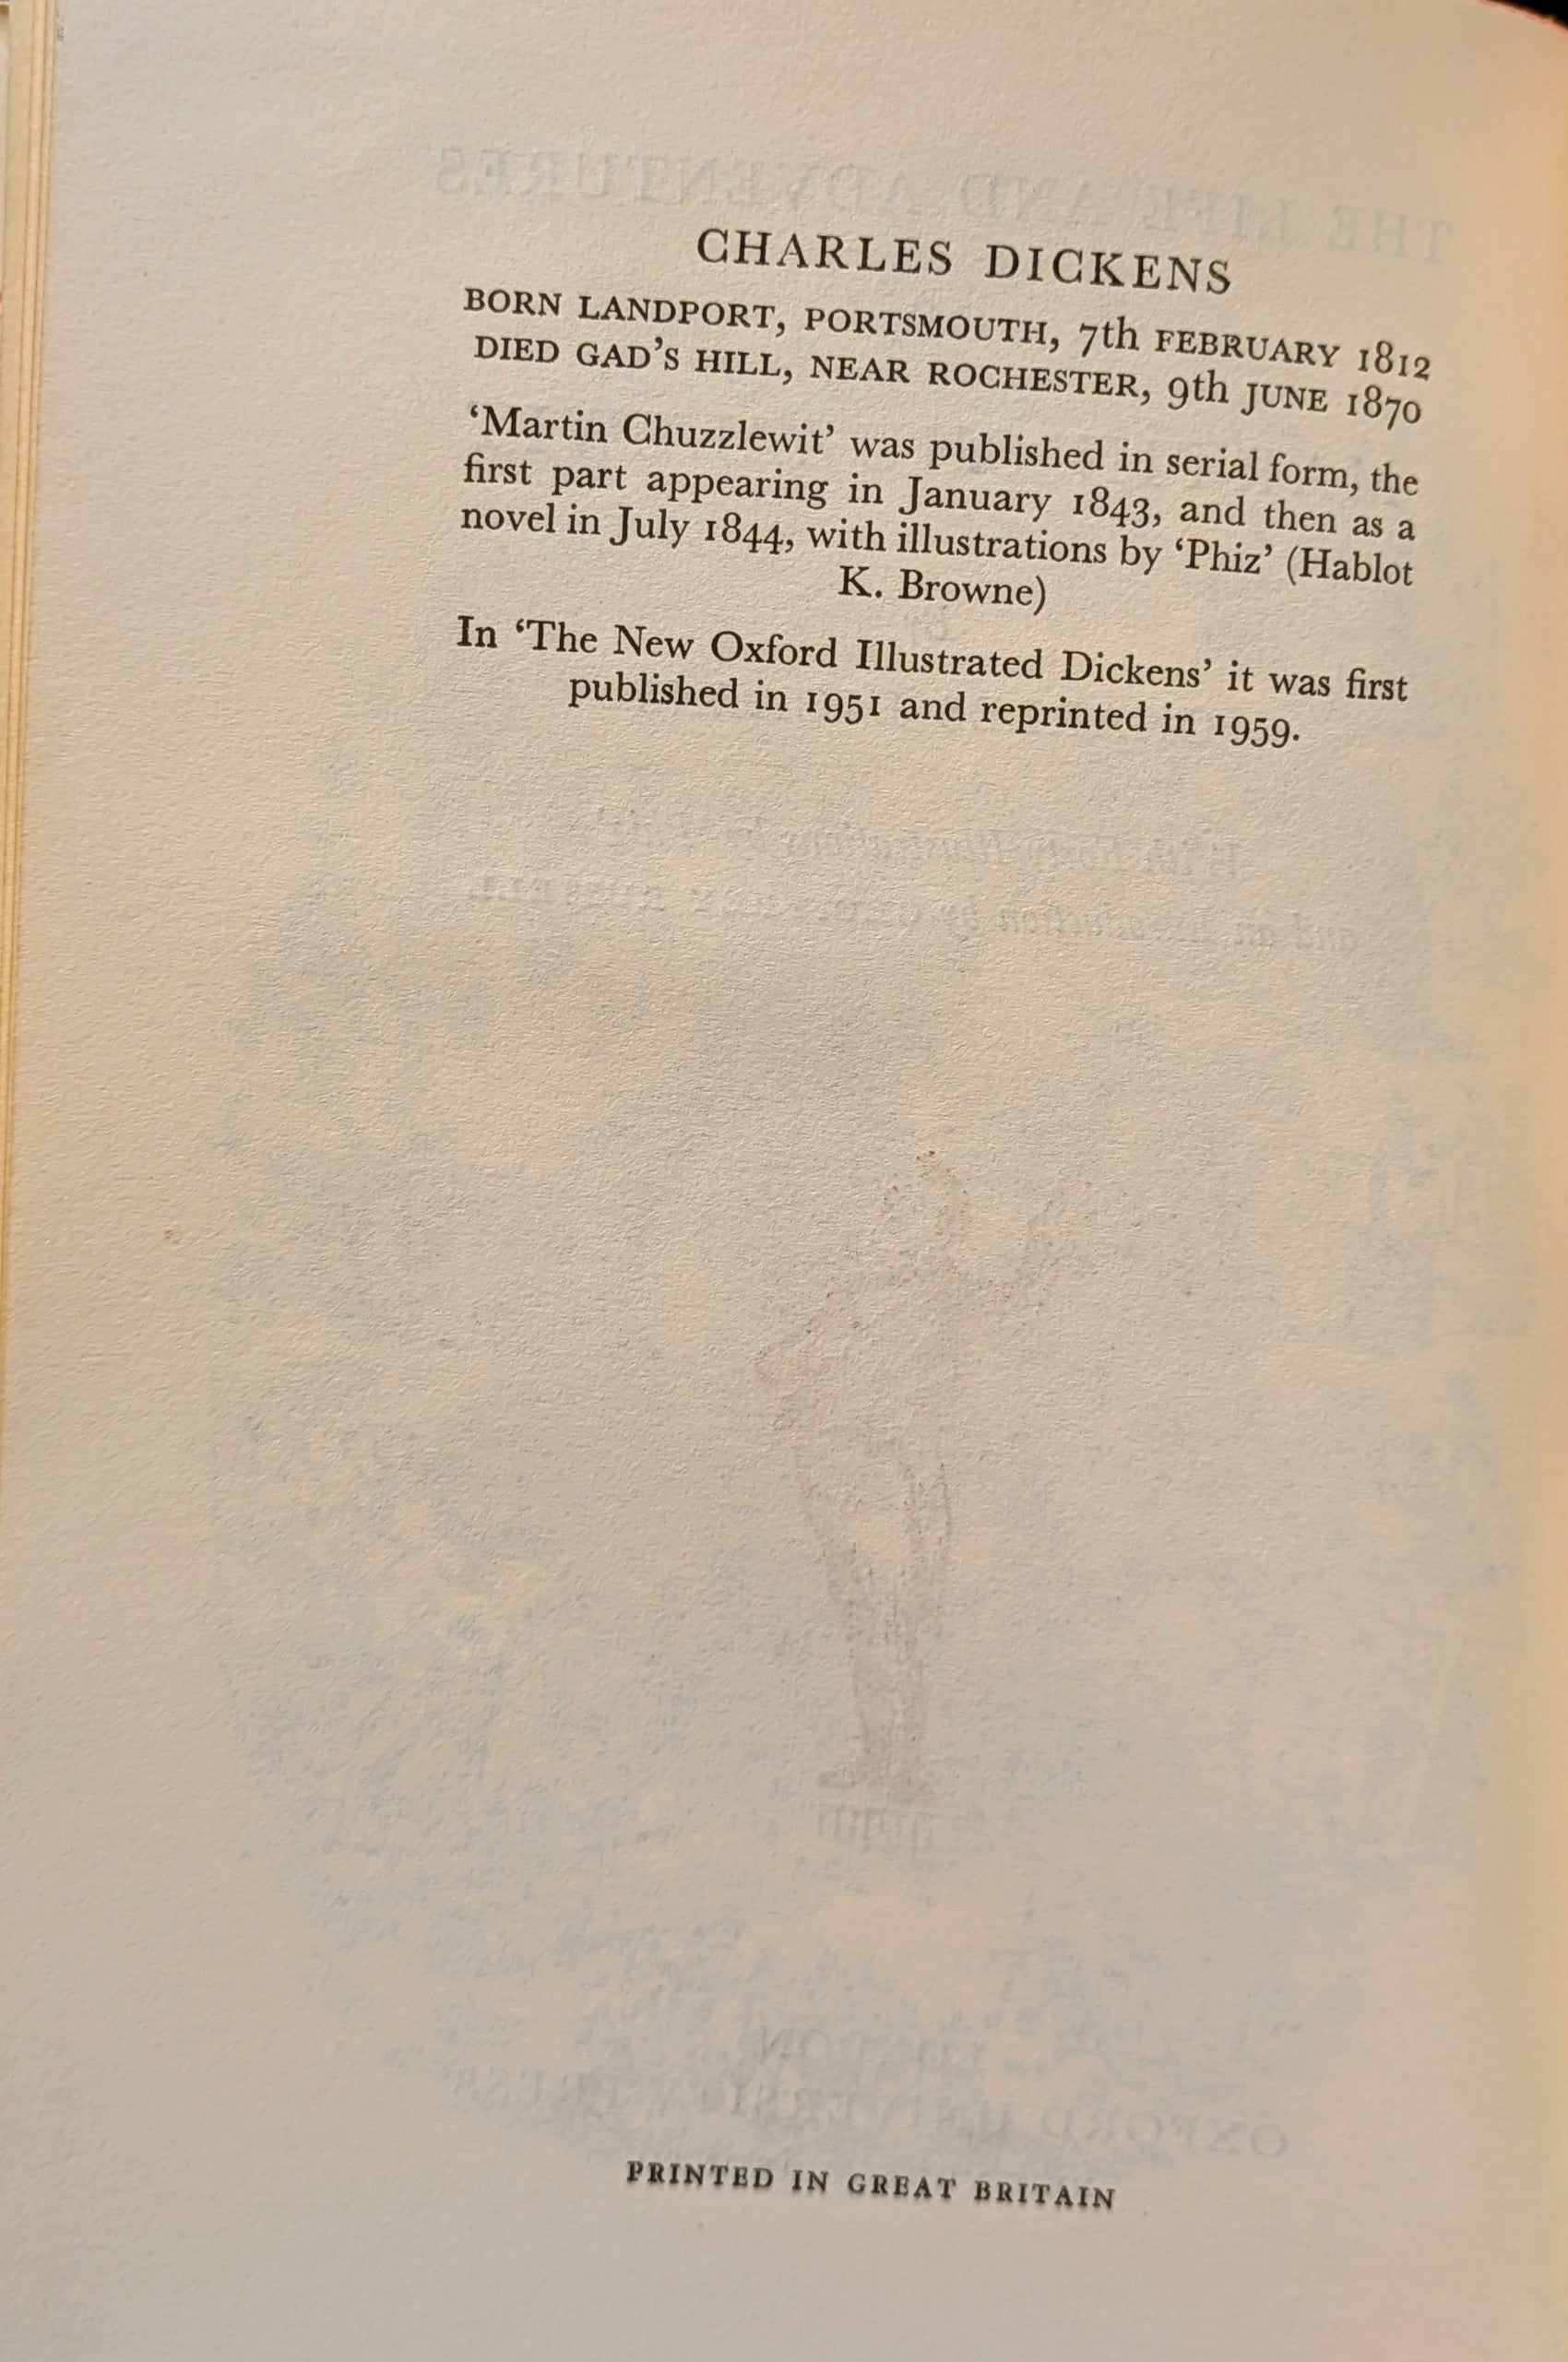 CHARLES DICKENS
BORN LANDPORT, PORTSMOUTH, 7th FEBRUARY 1812
DIED GAD'S HILL, NEAR ROCHESTER, 9th JUNE 1870
‘Martin Chuzzlewit’ was published in serial form, the
first part appearing in January 1843, and then as a
novel in July 1844, with illustrations by ‘Phiz’ (Hablot
K. Browne)
In ‘The New Oxford Illustrated Dickens’ it was first
published in 1951 and reprinted in 1959.
PRINTED IN GREAT BRITAIN